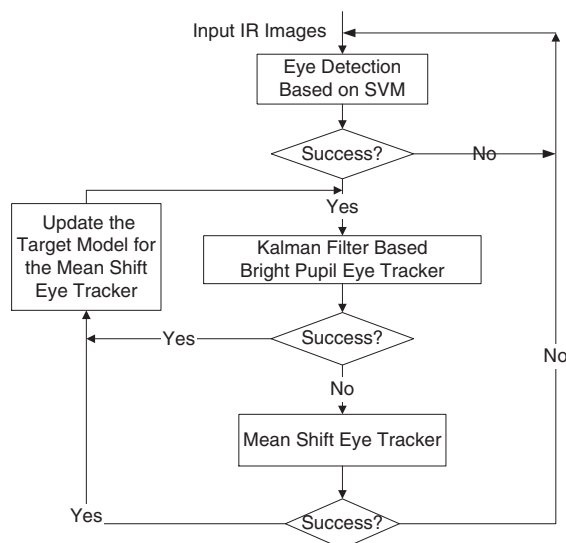 Input IR Images
Eye Detection
Based on SVM
Success?
No
Yes
Update the
Target Model for
the Mean Shift
Eye Tracker
Kalman Filter Based
Bright Pupil Eye Tracker
Yes
Success?
No
No
Mean Shift Eye Tracker
Yes
Success?